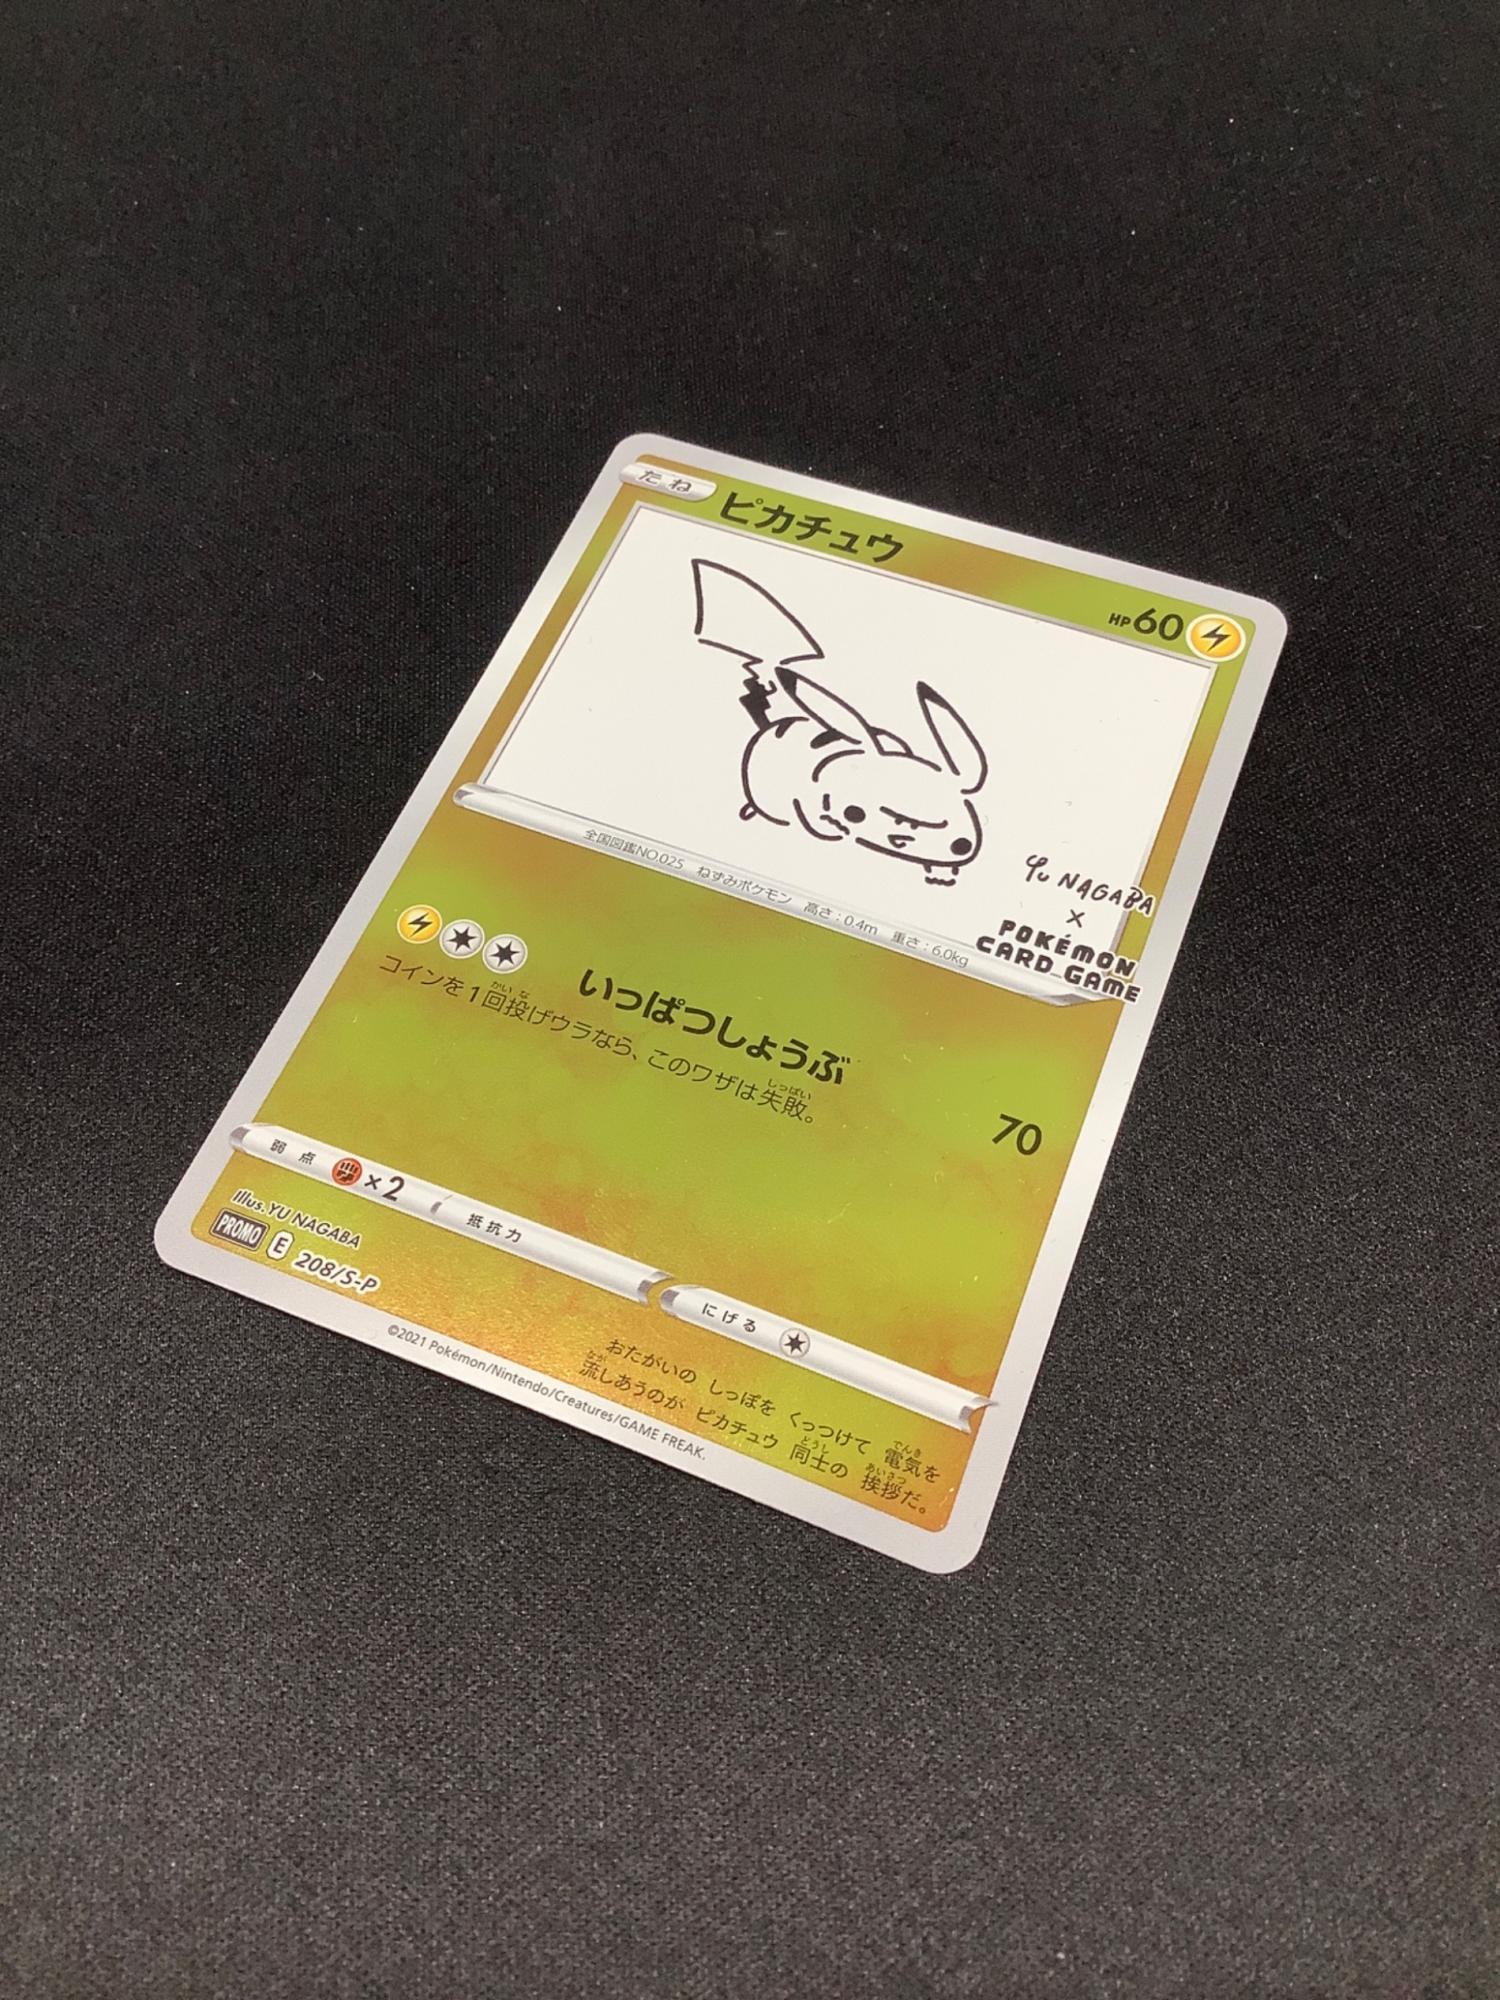 たね ピカチュウ HP60
全国図鑑NO.025 ねずみポケモン 高さ:0.4m 重さ:6.0kg
Yu NAGABA
×
POKÉMON
CARD GAME
いっぱつしょうぶ 70
コインを1回投げウラなら、このワザは失敗。
弱点 ×2 抵抗力 にげる
Illus. YU NAGABA
PROMO E 208/S-P
おたがいの しっぽを くっつけて 電気を
流しあうのが ピカチュウ 同士の 挨拶だ。
©2021 Pokémon/Nintendo/Creatures/GAME FREAK.